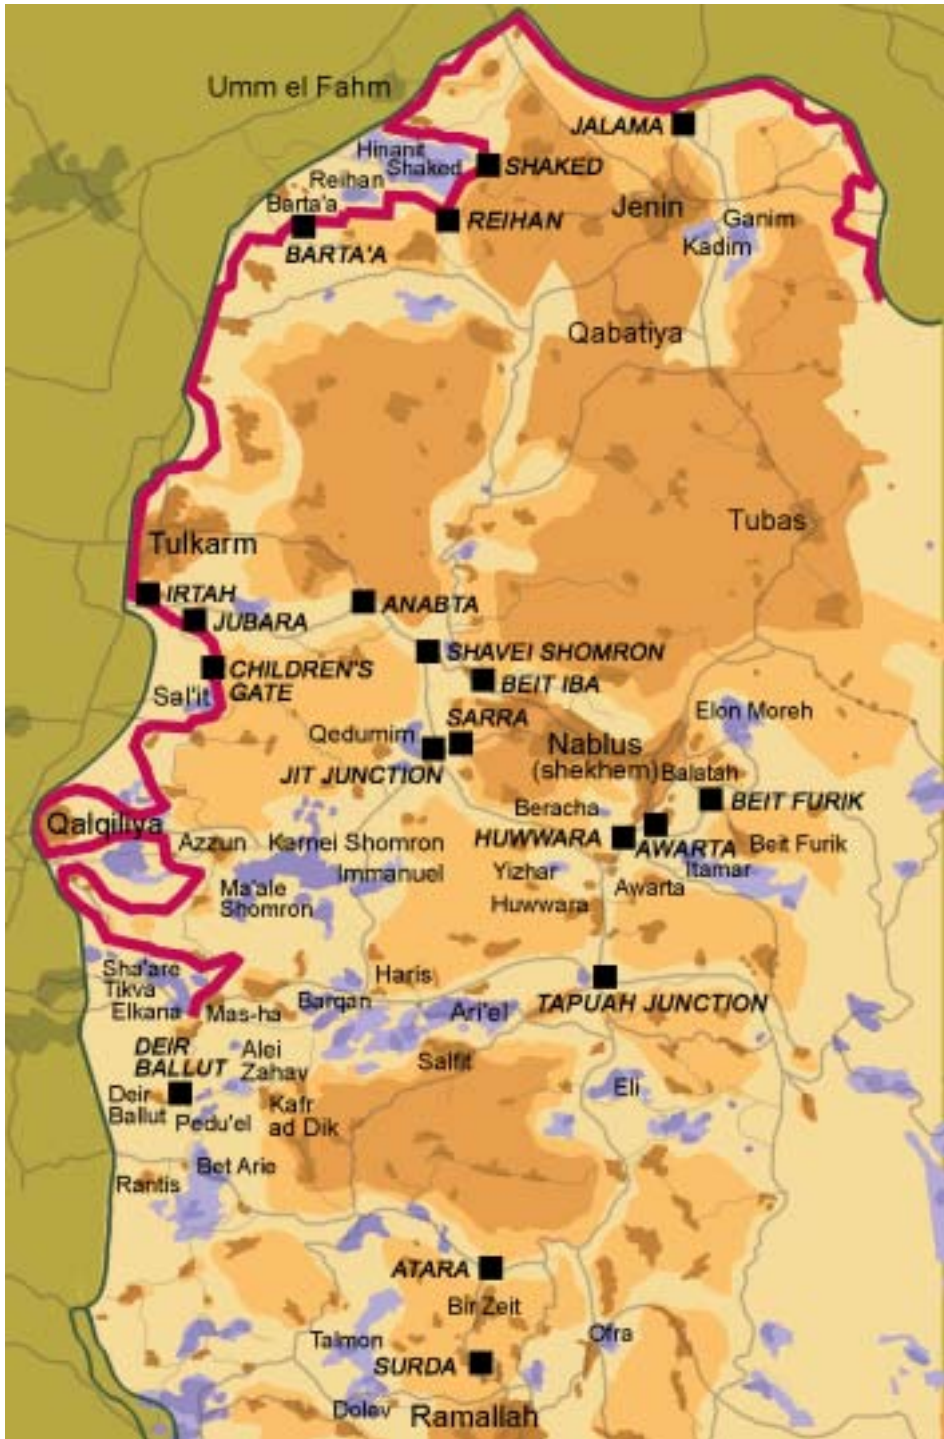 Umm el Fahm
JALAMA
Hinanit
Shaked
SHAKED
Reihan
Jenin
Barta'a
REIHAN
Ganim
Kadim
BARTA'A
Qabatiya
Tubas
Tulkarm
IRTAH
ANABTA
JUBARA
SHAVEI SHOMRON
CHILDREN'S
GATE
BEIT IBA
Sal'it
SARRA
Elon Moreh
Qedumim
Nablus
(shekhem)
Balatah
JIT JUNCTION
BEIT FURIK
Beracha
Qalqiliya
HUWWARA
AWARTA
Beit Furik
Azzun
Karnei Shomron
Immanuel
Yizhar
Itamar
Ma'ale
Shomron
Awarta
Huwwara
Sha'are
Tikva
Haris
Elkana
Mas-ha
Barqan
Ari'el
TAPUAH JUNCTION
DEIR
BALLUT
Alei
Zahav
Salfit
Eli
Deir
Ballut
Pedu'el
Kafr
ad Dik
Bet Arie
Rantis
ATARA
Bir Zeit
Talmon
Ofra
SURDA
Dolev
Ramallah